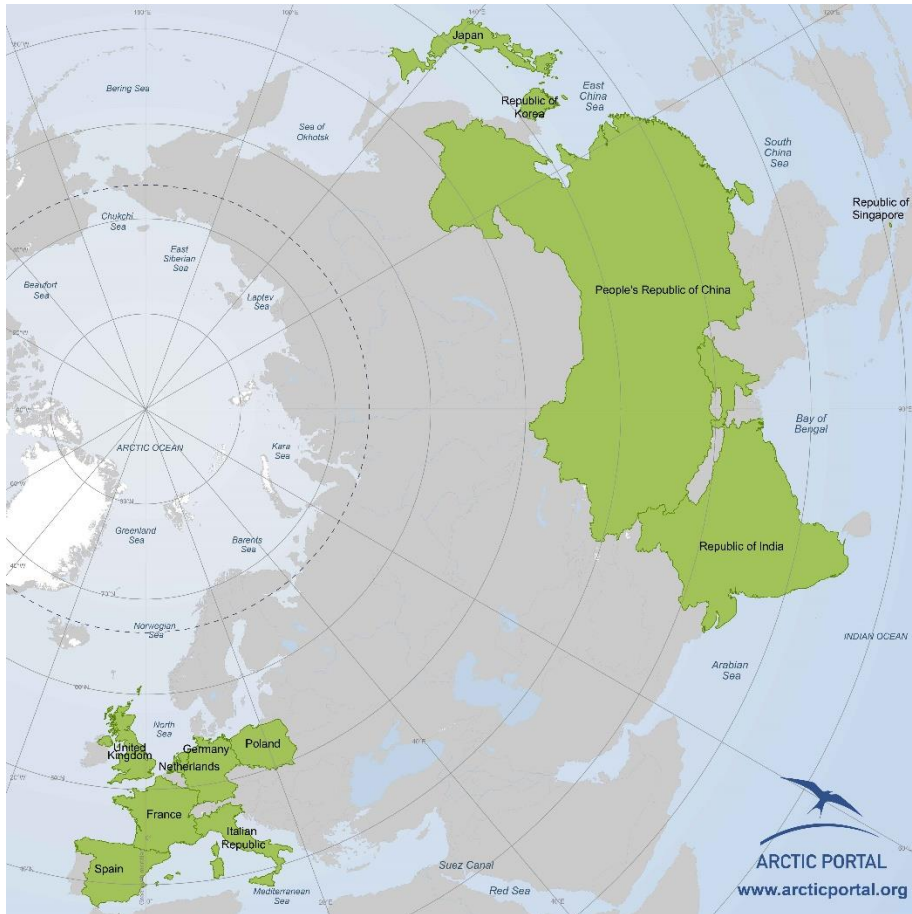 140°E
Japan
Bering Sea
East
China
Sea
Republic of
Korea
Sea of
Okhotsk
South
China
Sea
Republic of
Singapore
Chukchi
Sea
East
Siberian
Sea
Beaufort
Sea
Laptev
Sea
People's Republic of China
Bay of
Bengal
ARCTIC OCEAN
Kara
Sea
Greenland
Sea
Barents
Sea
Republic of India
Norwegian
Sea
INDIAN OCEAN
Arabian
Sea
North
Sea
United
Kingdom
Germany
Poland
Netherlands
France
Italian
Republic
Spain
Suez Canal
Red Sea
Mediterranean
Sea
ARCTIC PORTAL
www.arcticportal.org